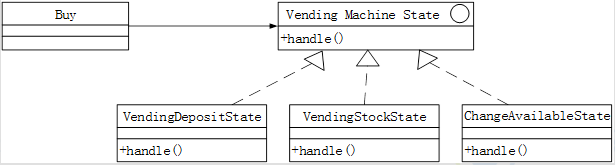 Buy
Vending Machine State
+handle()
VendingDepositState
VendingStockState
ChangeAvailableState
+handle()
+handle()
+handle()